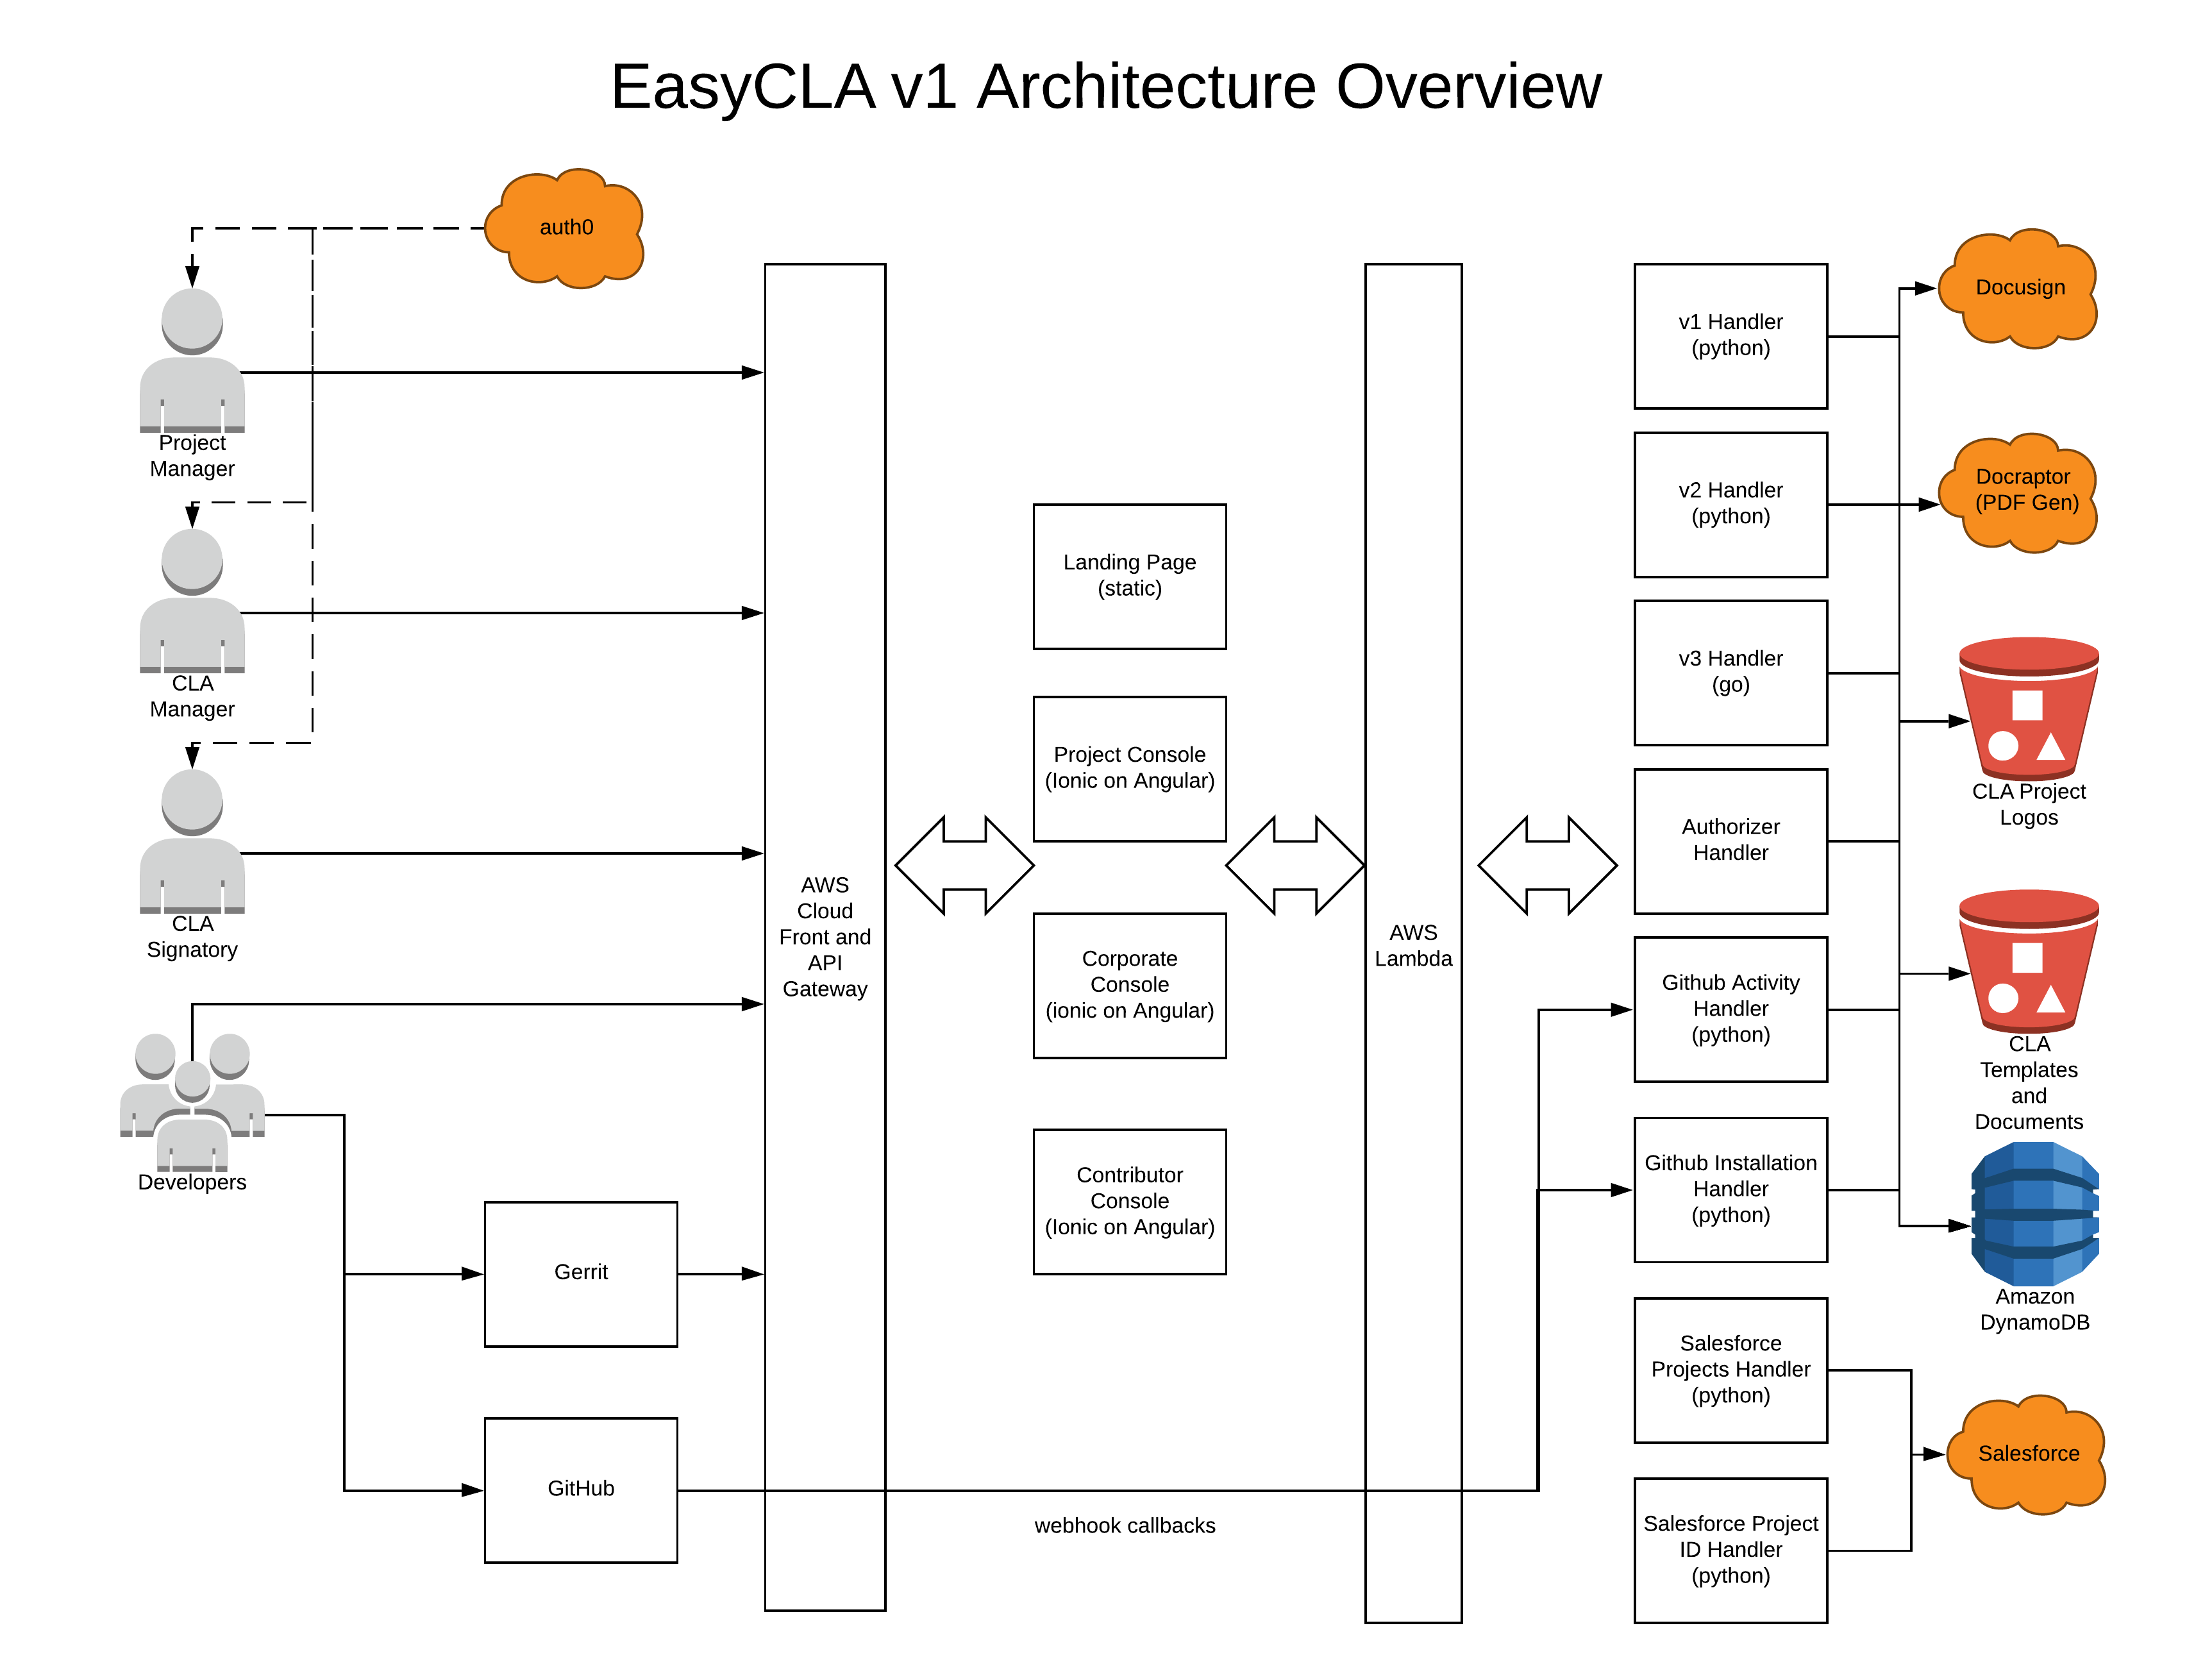 EasyCLA v1 Architecture Overview
auth0
Project
Manager
CLA
Manager
CLA
Signatory
Developers
Gerrit
GitHub
AWS
Cloud
Front and
API
Gateway
Landing Page
(static)
Project Console
(Ionic on Angular)
Corporate
Console
(ionic on Angular)
Contributor
Console
(Ionic on Angular)
webhook callbacks
AWS
Lambda
v1 Handler
(python)
v2 Handler
(python)
v3 Handler
(go)
Authorizer
Handler
Github Activity
Handler
(python)
Github Installation
Handler
(python)
Salesforce
Projects Handler
(python)
Salesforce Project
ID Handler
(python)
Docusign
Docraptor
(PDF Gen)
CLA Project
Logos
CLA
Templates
and
Documents
Amazon
DynamoDB
Salesforce